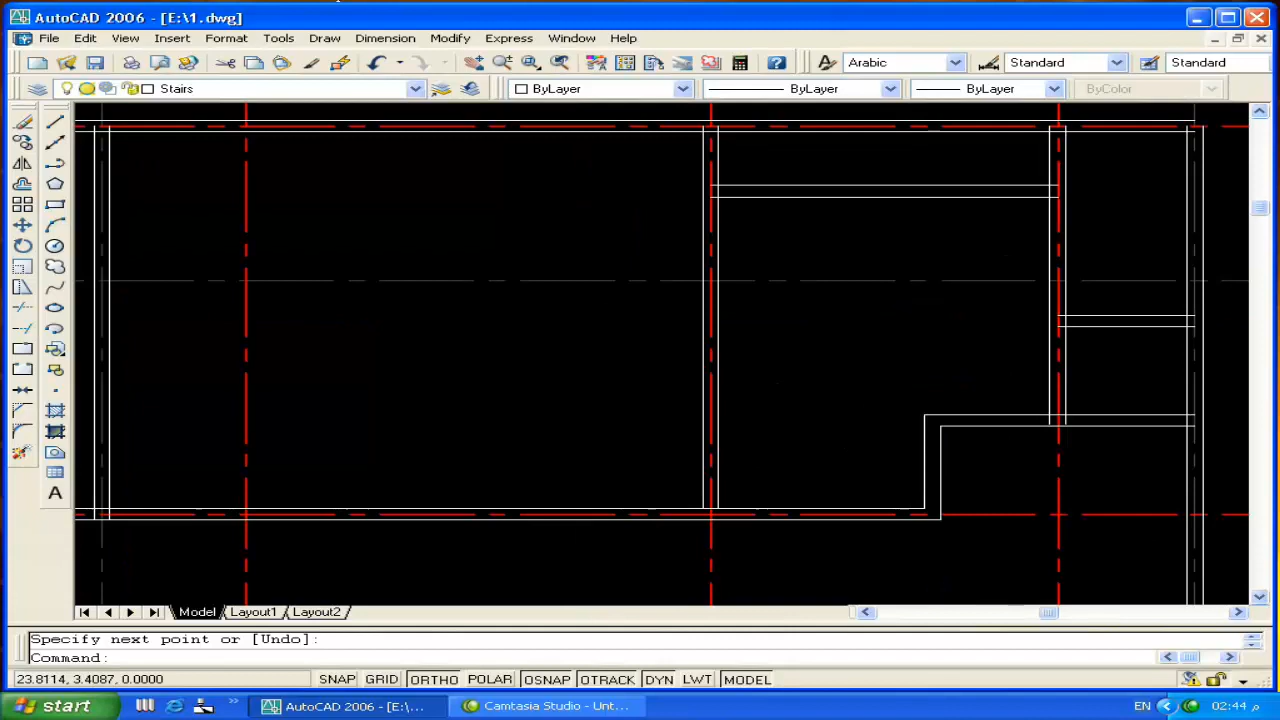 AutoCAD 2006 - [E:\1.dwg]
File Edit View Insert Format Tools Draw Dimension Modify Express Window Help
Arabic Standard Standard
Stairs ByLayer ByLayer ByLayer ByColor
A
Model Layout1 Layout2
Specify next point or [Undo]:
Command:
23.8114, 3.4087, 0.0000 SNAP GRID ORTHO POLAR OSNAP OTRACK DYN LWT MODEL
start AutoCAD 2006 - [E:\... Camtasia Studio - Unt... EN 02:44 م